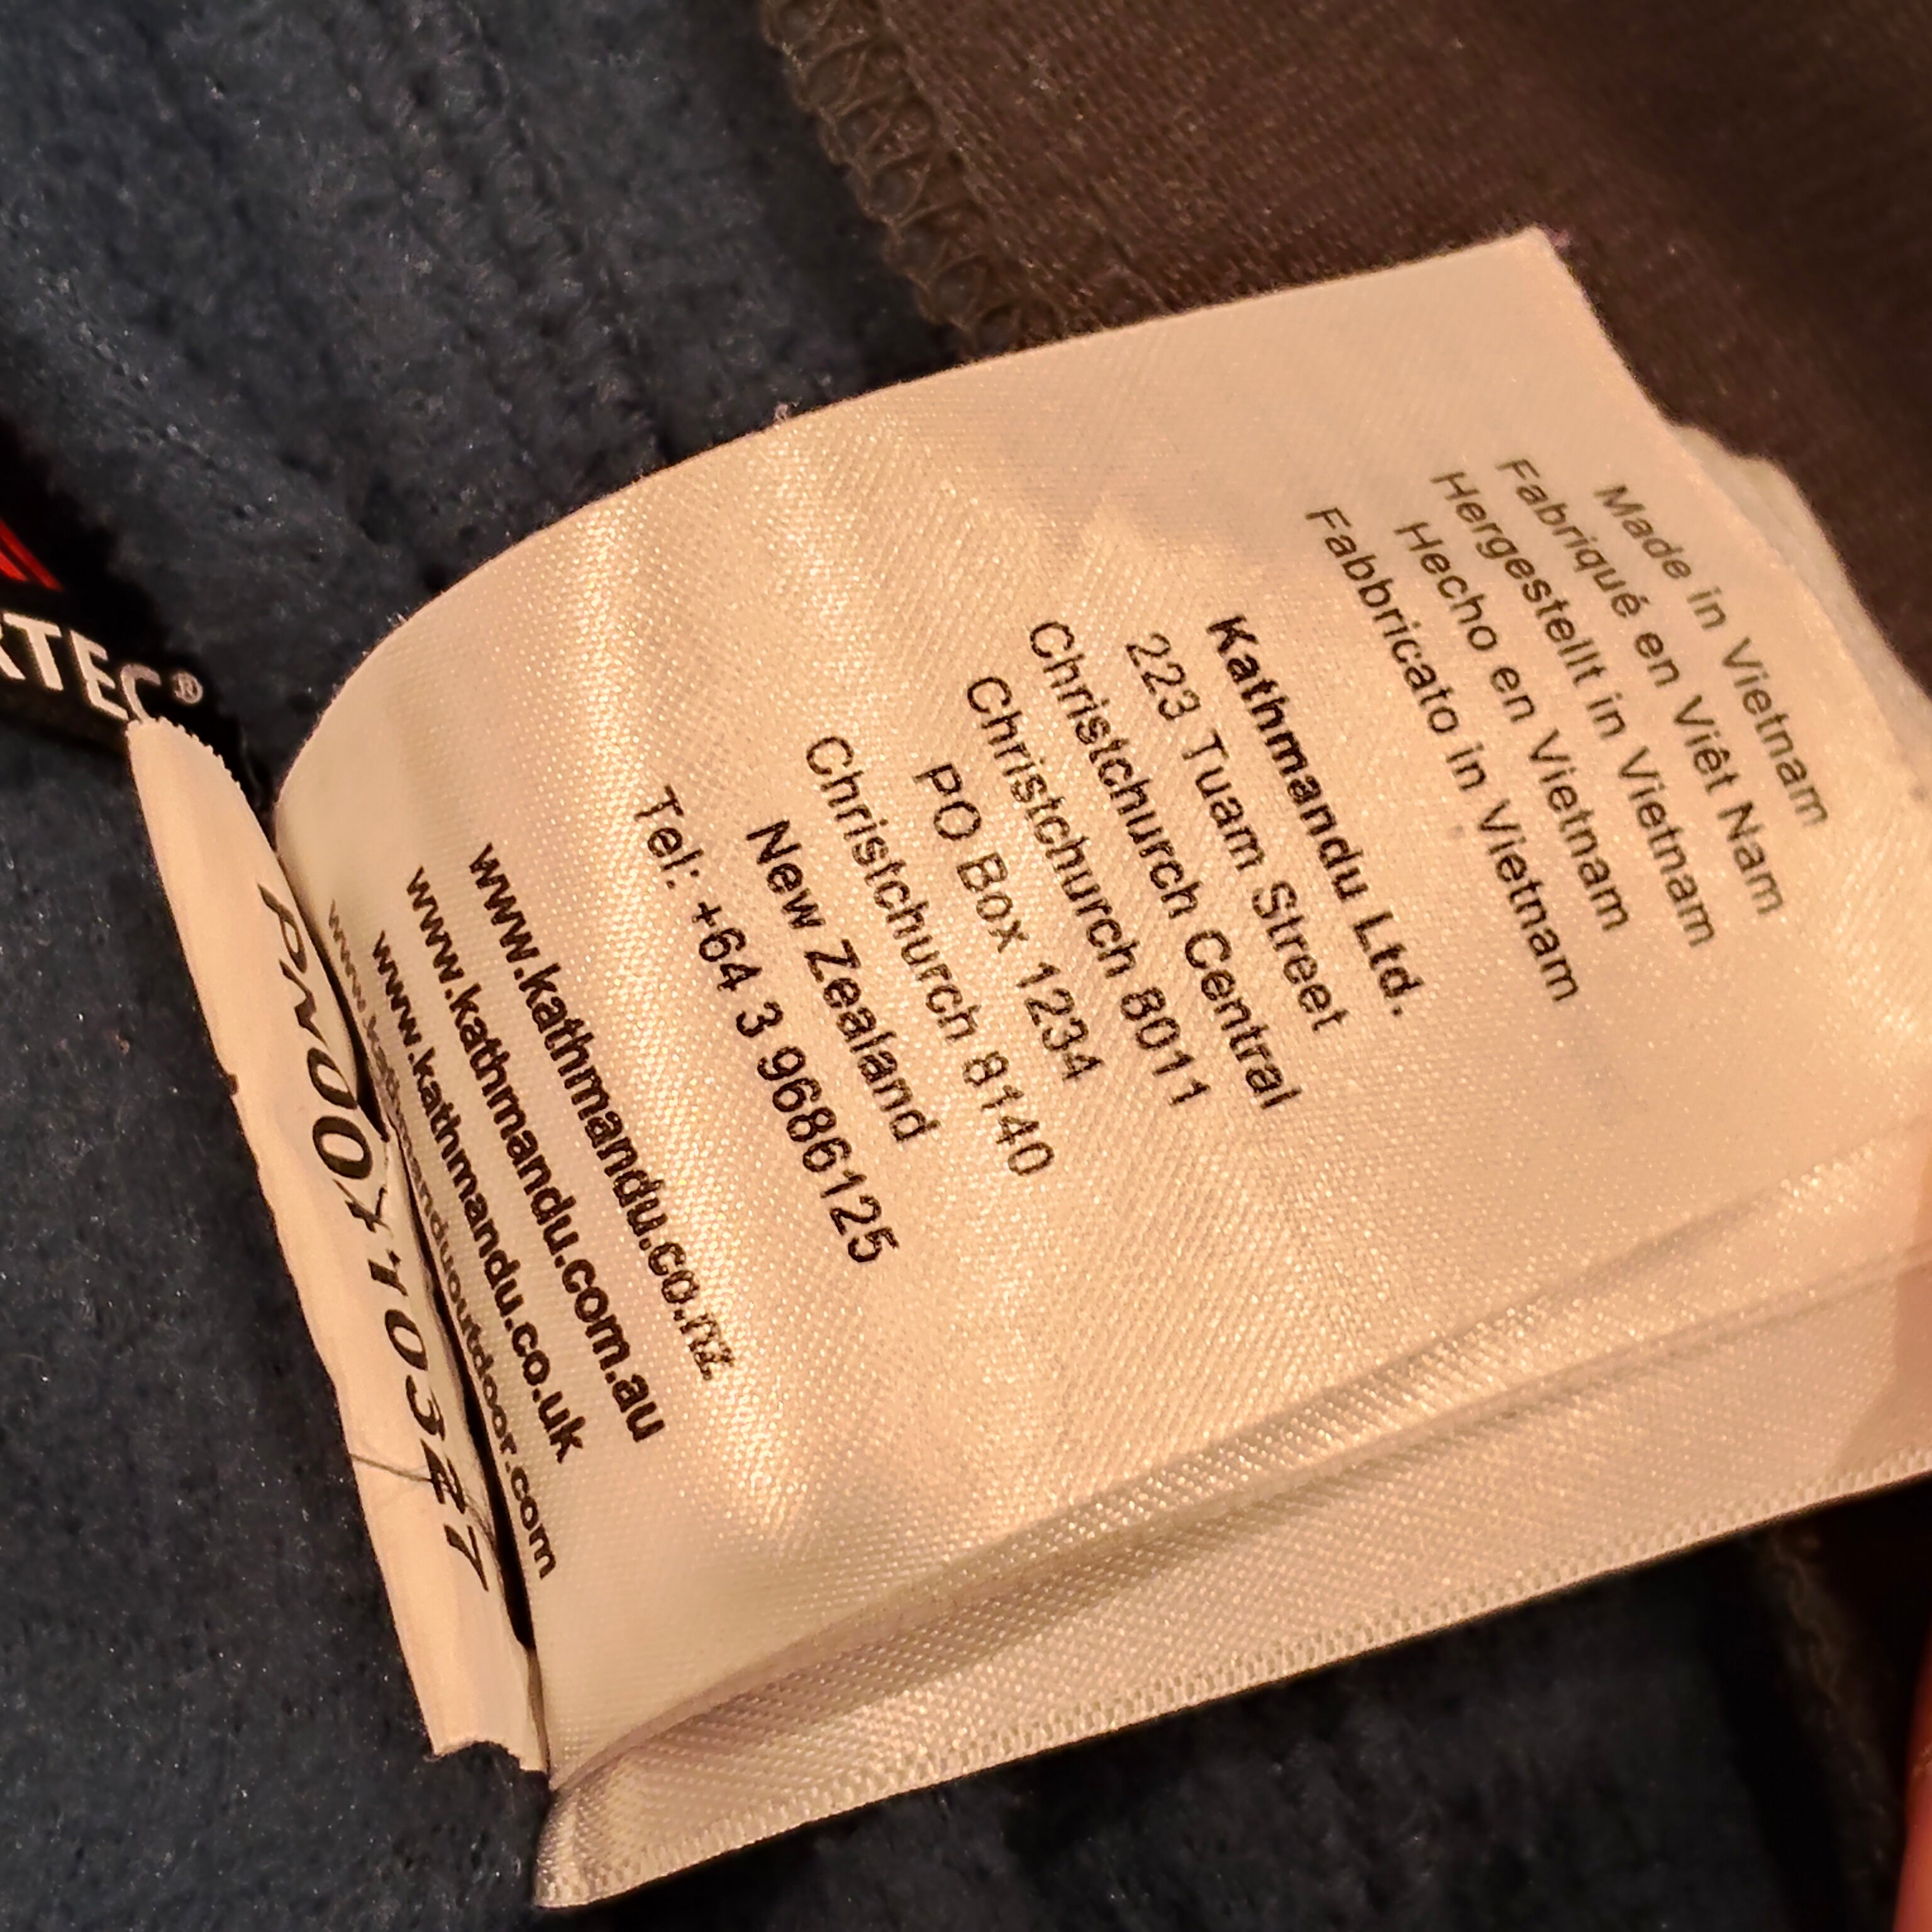 Made in Vietnam
Fabriqué en Viêt Nam
Hergestellt in Vietnam
Hecho en Vietnam
Fabbricato in Vietnam
Kathmandu Ltd.
223 Tuam Street
Christchurch Central
Christchurch 8011
PO Box 1234
Christchurch 8140
New Zealand
Tel: +64 3 9686125
www.kathmandu.co.nz
www.kathmandu.com.au
www.kathmandu.co.uk
www.kathmanduoutdoor.com